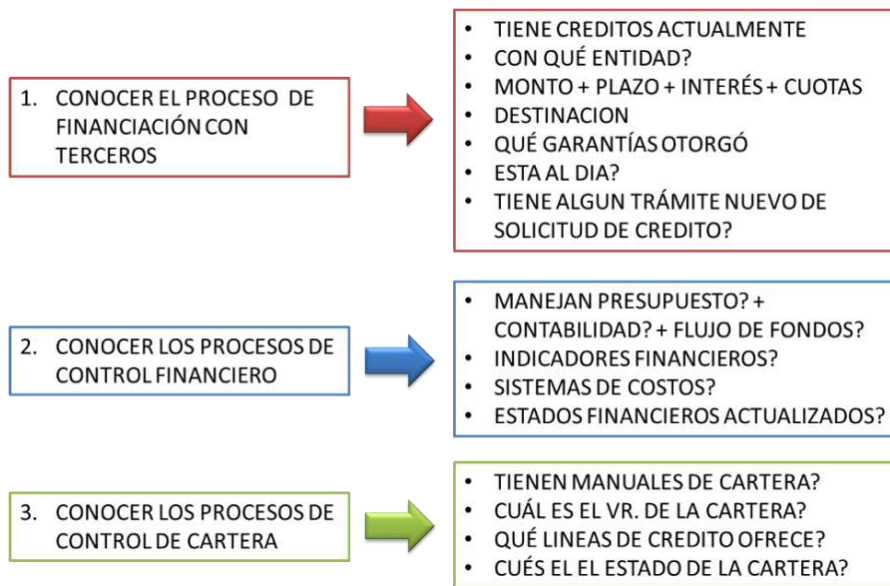 1. CONOCER EL PROCESO DE
FINANCIACIÓN CON
TERCEROS
• TIENE CREDITOS ACTUALMENTE
• CON QUÉ ENTIDAD?
• MONTO + PLAZO + INTERÉS + CUOTAS
• DESTINACION
• QUÉ GARANTÍAS OTORGÓ
• ESTA AL DIA?
• TIENE ALGUN TRÁMITE NUEVO DE
SOLICITUD DE CREDITO?
2. CONOCER LOS PROCESOS DE
CONTROL FINANCIERO
• MANEJAN PRESUPUESTO? +
CONTABILIDAD? + FLUJO DE FONDOS?
• INDICADORES FINANCIEROS?
• SISTEMAS DE COSTOS?
• ESTADOS FINANCIEROS ACTUALIZADOS?
3. CONOCER LOS PROCESOS DE
CONTROL DE CARTERA
• TIENEN MANUALES DE CARTERA?
• CUÁL ES EL VR. DE LA CARTERA?
• QUÉ LINEAS DE CREDITO OFRECE?
• CUÉS EL EL ESTADO DE LA CARTERA?